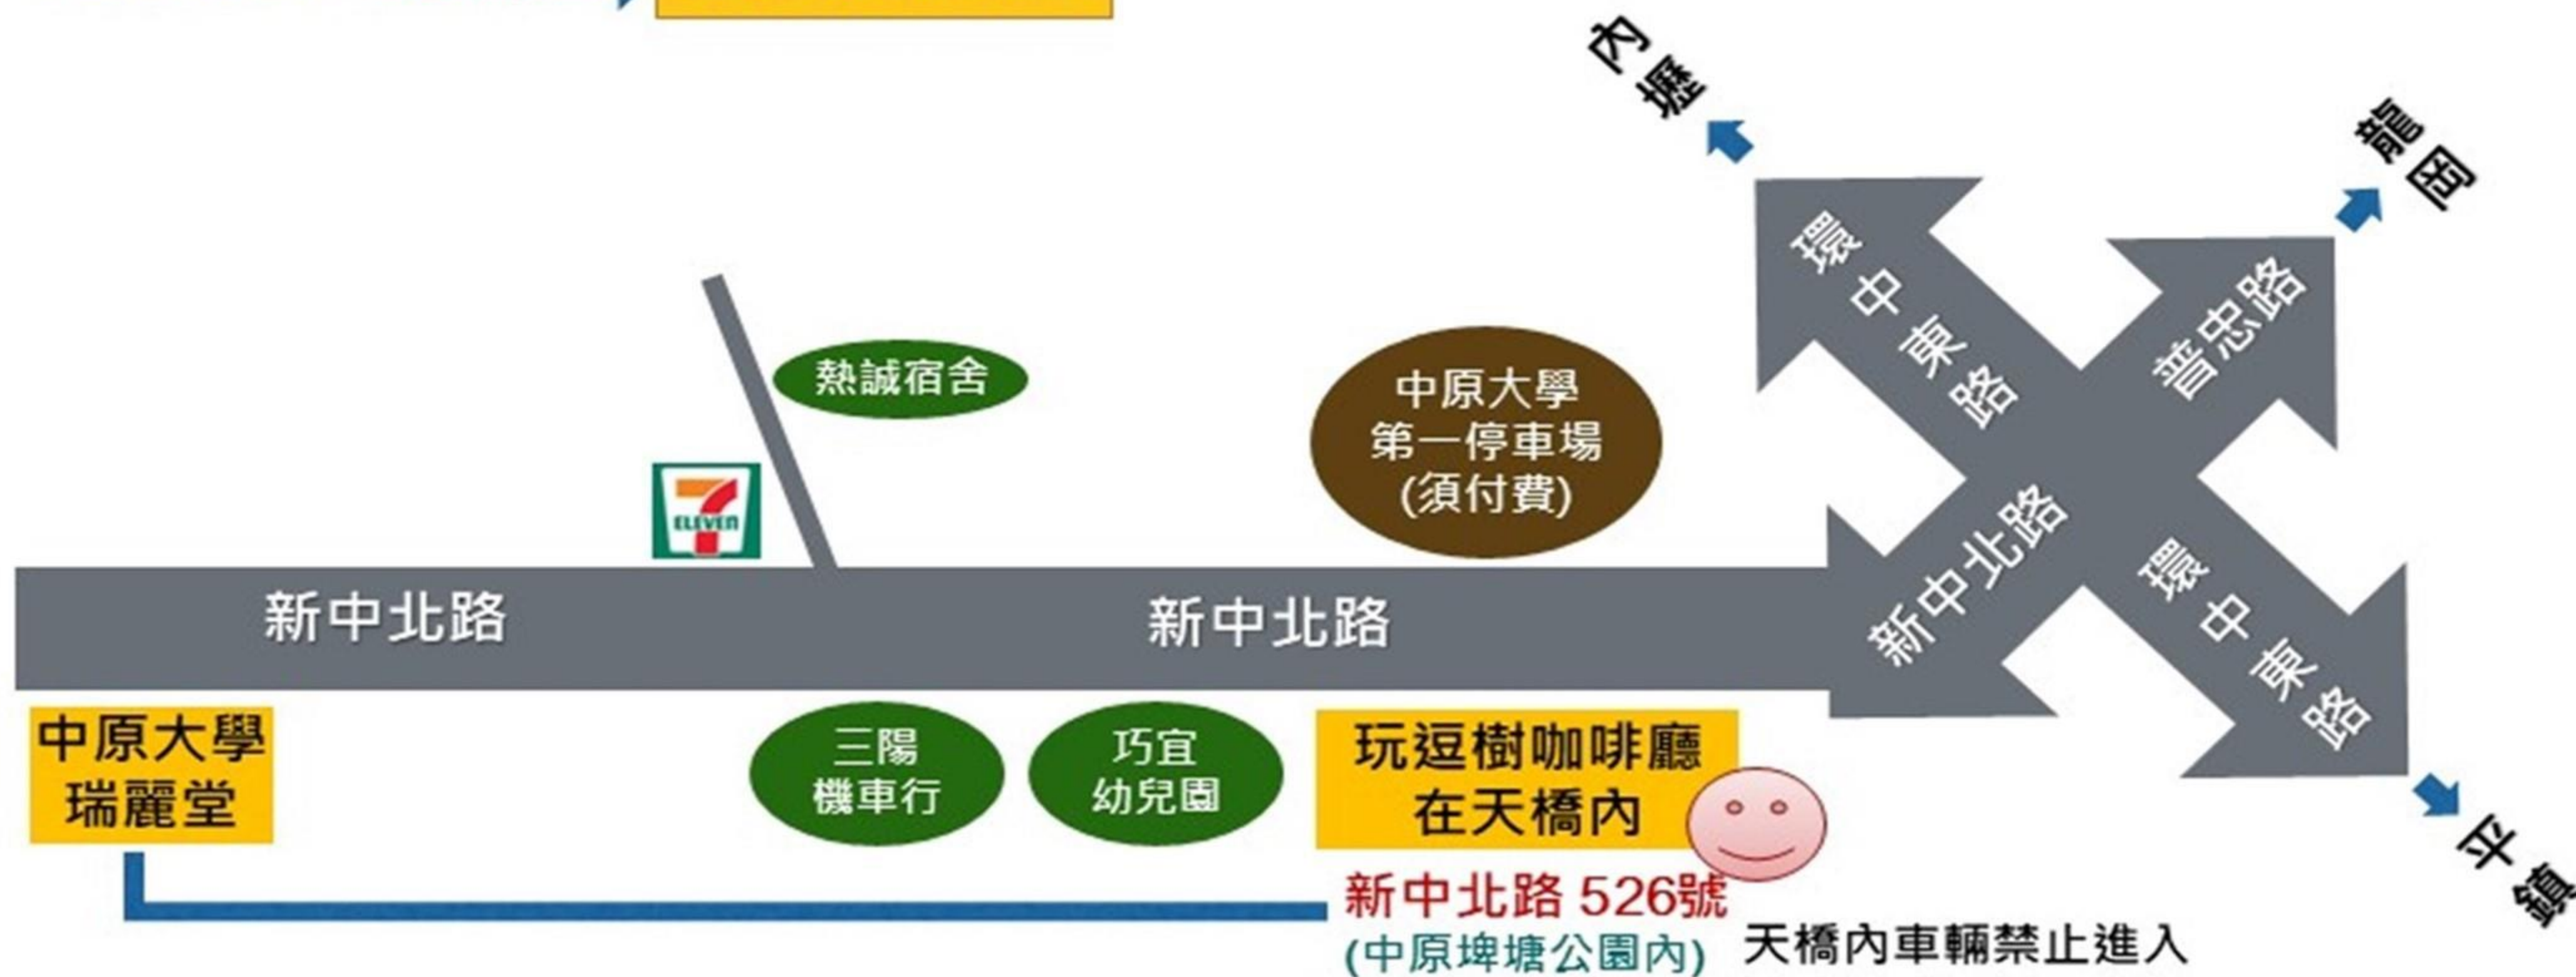 內壢
龍岡
環中東路
普忠路
熱誠宿舍
中原大學
第一停車場
(須付費)
7
ELEVEN
新中北路
新中北路
新中北路
環中東路
中原大學
瑞麗堂
三陽
機車行
巧宜
幼兒園
玩逗樹咖啡廳
在天橋內
平鎮
新中北路 526號
(中原埤塘公園內)
天橋內車輛禁止進入